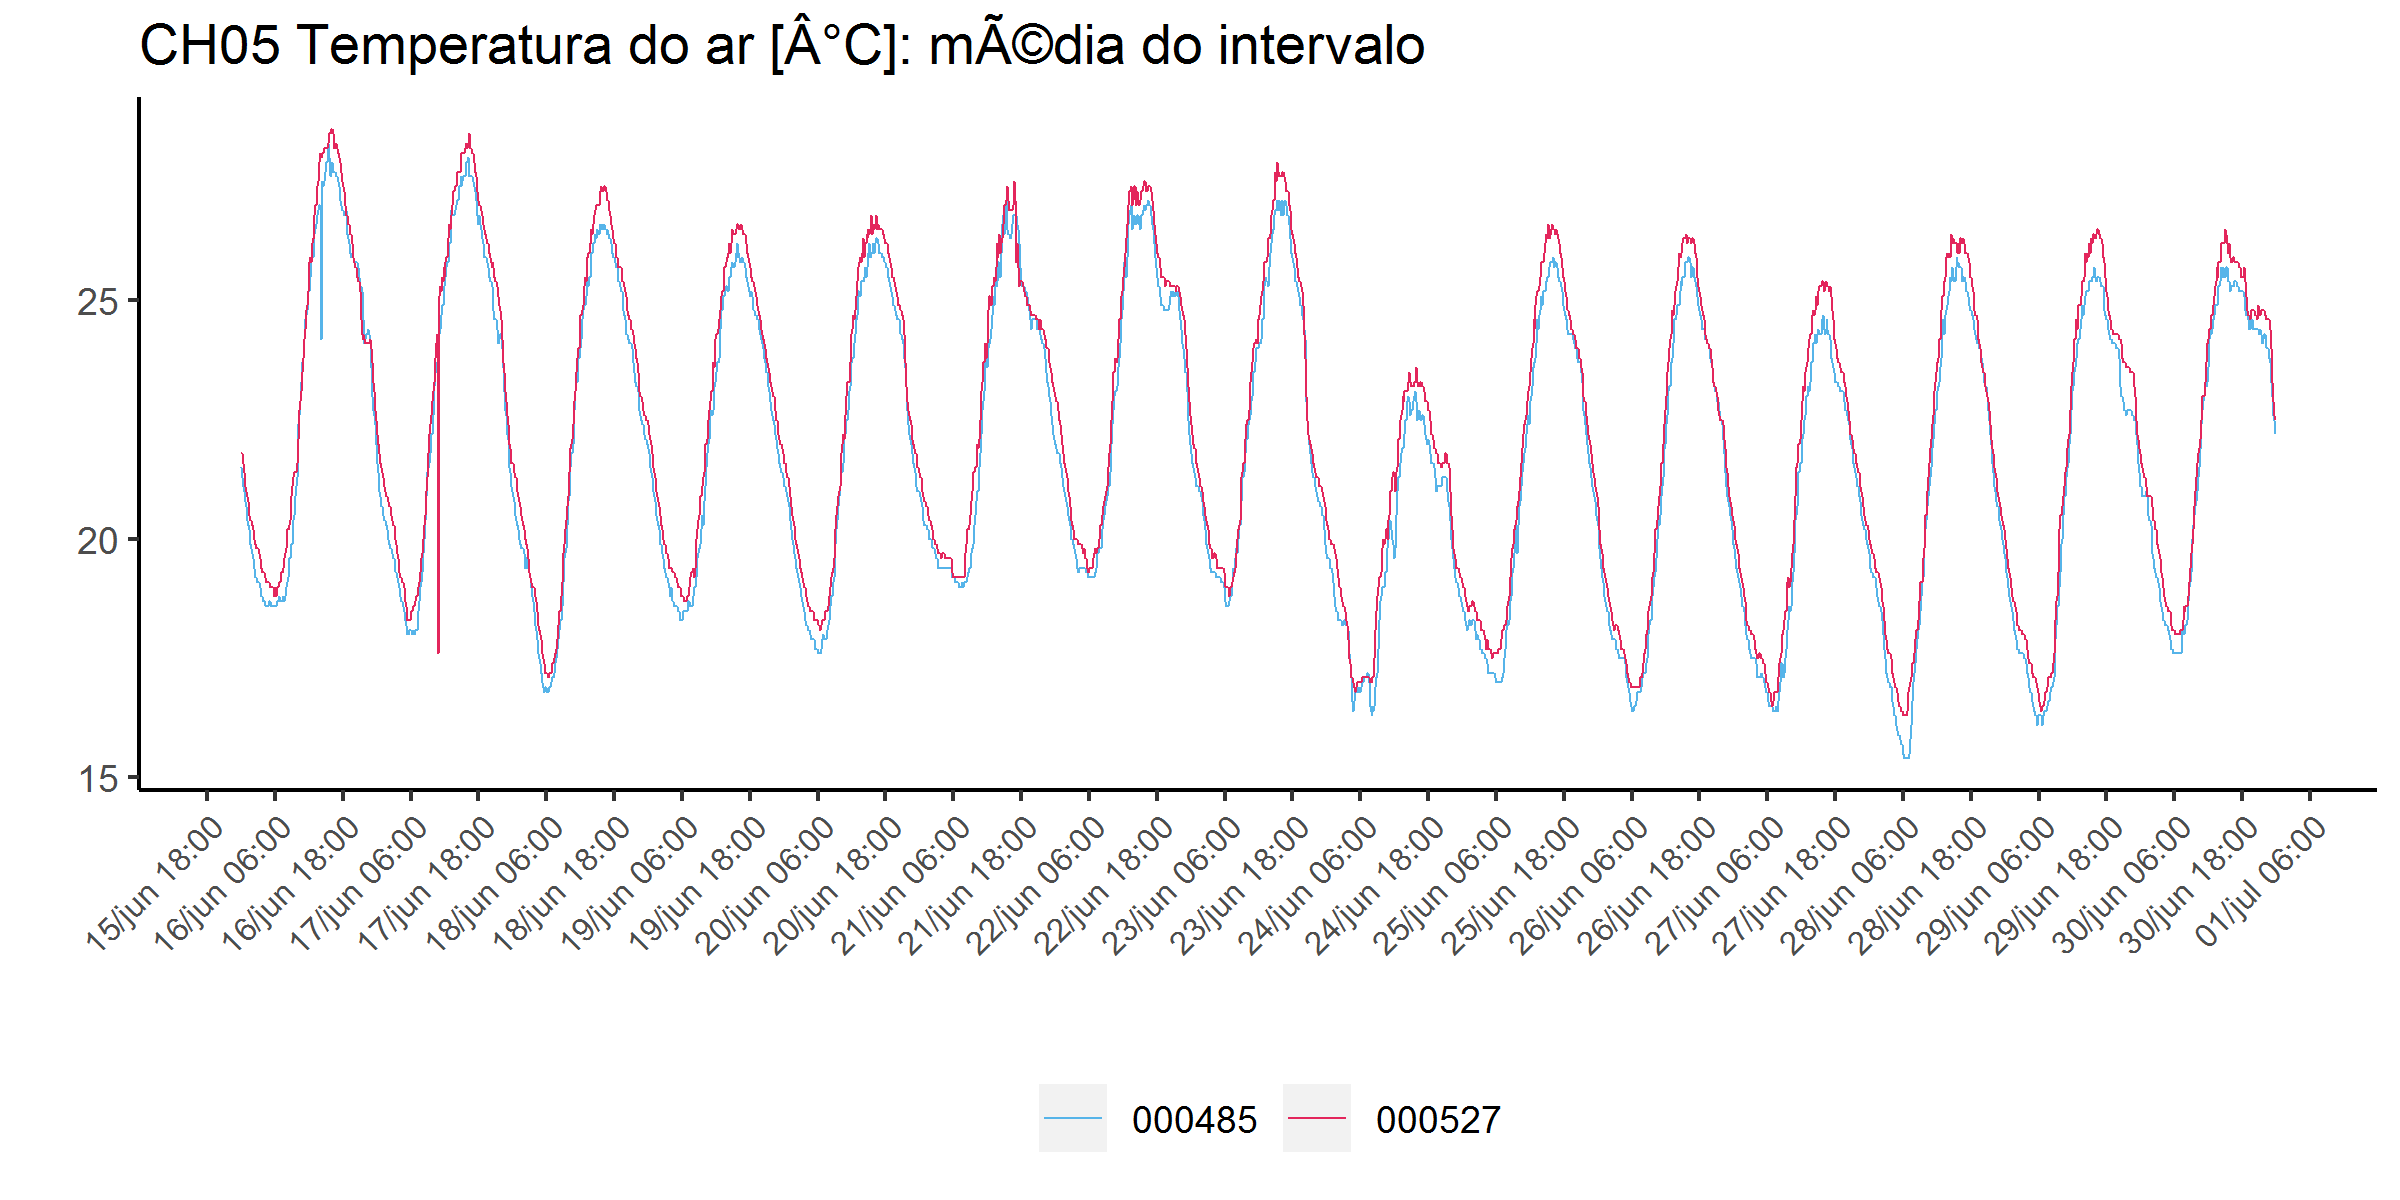 CH05 Temperatura do ar [Â°C]: mÃ©dia do intervalo
25
20
15
15/jun 18:00
16/jun 06:00
16/jun 18:00
17/jun 06:00
17/jun 18:00
18/jun 06:00
18/jun 18:00
19/jun 06:00
19/jun 18:00
20/jun 06:00
20/jun 18:00
21/jun 06:00
21/jun 18:00
22/jun 06:00
22/jun 18:00
23/jun 06:00
23/jun 18:00
24/jun 06:00
24/jun 18:00
25/jun 06:00
25/jun 18:00
26/jun 06:00
26/jun 18:00
27/jun 06:00
27/jun 18:00
28/jun 06:00
28/jun 18:00
29/jun 06:00
29/jun 18:00
30/jun 06:00
30/jun 18:00
01/jul 06:00
000485
000527